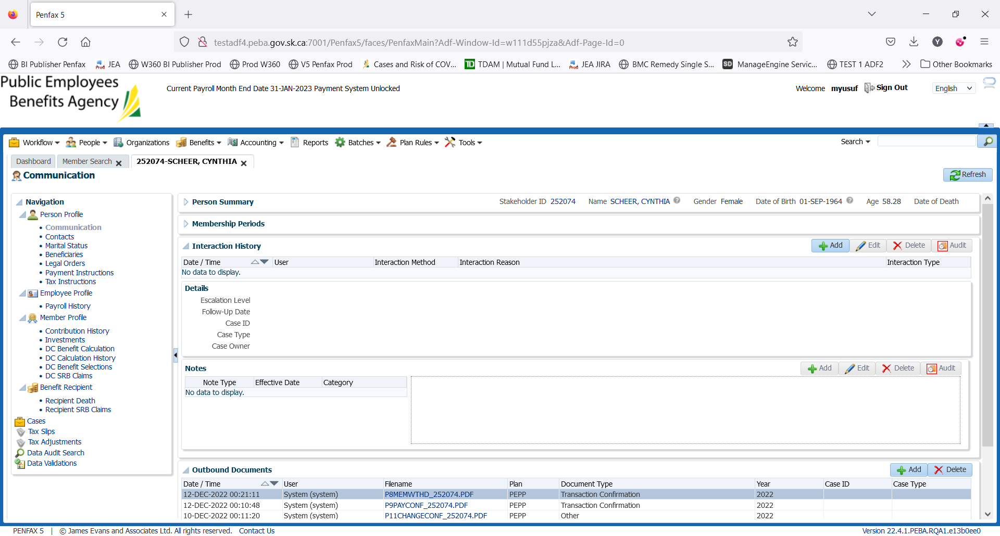 Penfax 5
testadf4.peba.gov.sk.ca:7001/Penfax5/faces/PenfaxMain?Adf-Window-Id=w111d55pjza&Adf-Page-Id=0
Y
BI Publisher Penfax JEA W360 BI Publisher Prod Prod W360 V5 Penfax Prod Cases and Risk of COV... TD TDAM | Mutual Fund L... JEA JIRA BMC Remedy Single S... SD ManageEngine Servic... TEST 1 ADF2 Other Bookmarks
Public Employees
Benefits Agency
Current Payroll Month End Date 31-JAN-2023 Payment System Unlocked
Welcome myusuf Sign Out English
Workflow People Organizations Benefits Accounting Reports Batches Plan Rules Tools Search
Dashboard Member Search 252074-SCHEER, CYNTHIA
Communication Refresh
Navigation
Person Profile
Communication
Contacts
Marital Status
Beneficiaries
Legal Orders
Payment Instructions
Tax Instructions
Employee Profile
Payroll History
Member Profile
Contribution History
Investments
DC Benefit Calculation
DC Calculation History
DC Benefit Selections
DC SRB Claims
Benefit Recipient
Recipient Death
Recipient SRB Claims
Cases
Tax Slips
Tax Adjustments
Data Audit Search
Data Validations
Person Summary Stakeholder ID 252074 Name SCHEER, CYNTHIA Gender Female Date of Birth 01-SEP-1964 Age 58.28 Date of Death
Membership Periods
Interaction History Add Edit Delete Audit
Date / Time User Interaction Method Interaction Reason Interaction Type
No data to display.
Details
Escalation Level
Follow-Up Date
Case ID
Case Type
Case Owner
Notes Add Edit Delete Audit
Note Type Effective Date Category
No data to display.
Outbound Documents Add Delete
Date / Time User Filename Plan Document Type Year Case ID Case Type
12-DEC-2022 00:21:11 System (system) P8MEMWTHD_252074.PDF PEPP Transaction Confirmation 2022
12-DEC-2022 00:10:48 System (system) P9PAYCONF_252074.PDF PEPP Transaction Confirmation 2022
10-DEC-2022 00:11:20 System (system) P11CHANGECONF_252074.PDF PEPP Other 2022
PENFAX 5 | © James Evans and Associates Ltd. All rights reserved. Contact Us Version 22.4.1.PEBA.RQA1.e13b0ee0